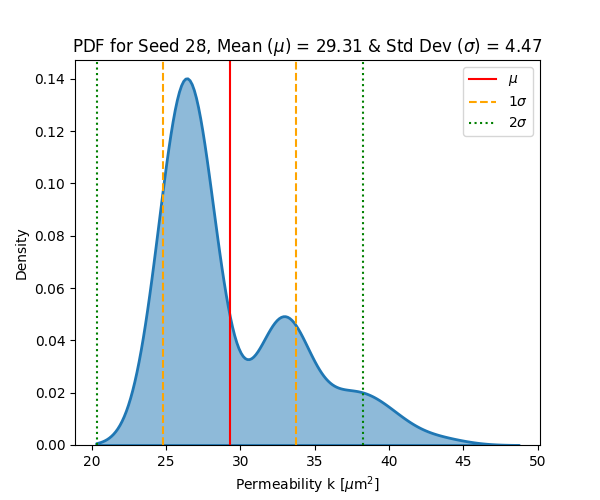 PDF for Seed 28, Mean (μ) = 29.31 & Std Dev (σ) = 4.47
μ
1σ
2σ
0.14
0.12
0.10
0.08
0.06
0.04
0.02
0.00
Density
20 25 30 35 40 45 50
Permeability k [μm²]